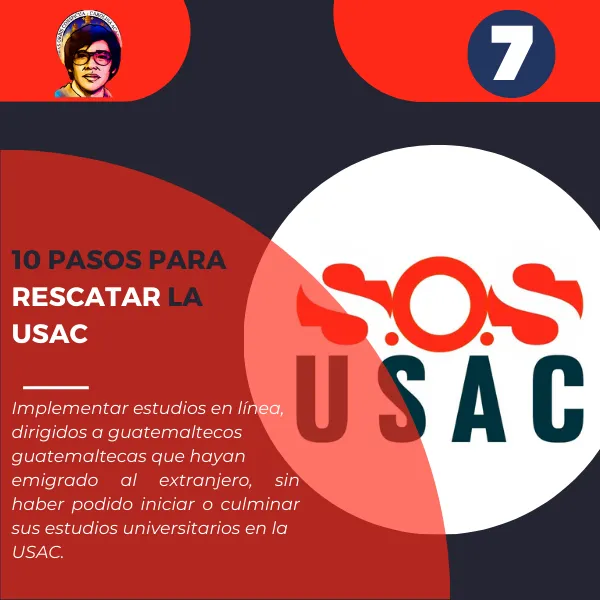 7
10 PASOS PARA
RESCATAR LA
USAC
S.O.S
USAC
Implementar estudios en línea,
dirigidos a guatemaltecos
guatemaltecas que hayan
emigrado al extranjero, sin
haber podido iniciar o culminar
sus estudios universitarios en la
USAC.